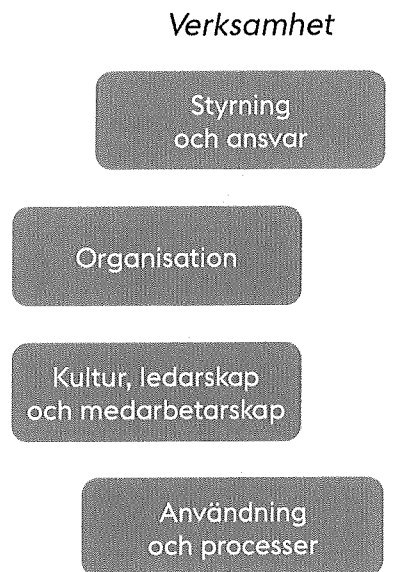 Verksamhet
Styrning
och ansvar
Organisation
Kultur, ledarskap
och medarbetarskap
Användning
och processer